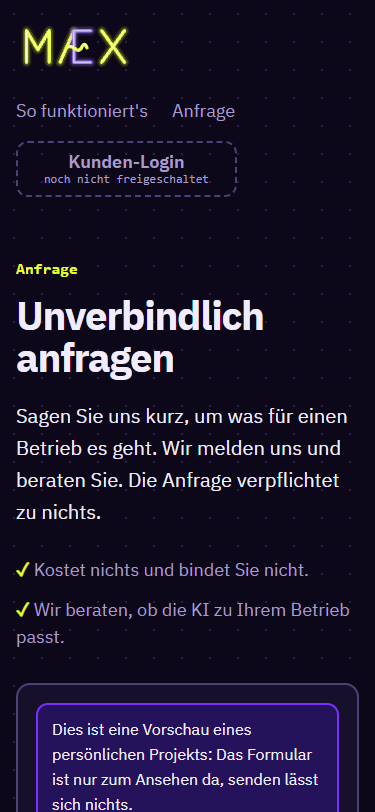 MÆX
So funktioniert's Anfrage
Kunden-Login
noch nicht freigeschaltet
Anfrage
Unverbindlich
anfragen
Sagen Sie uns kurz, um was für einen
Betrieb es geht. Wir melden uns und
beraten Sie. Die Anfrage verpflichtet
zu nichts.
✓ Kostet nichts und bindet Sie nicht.
✓ Wir beraten, ob die KI zu Ihrem Betrieb
passt.
Dies ist eine Vorschau eines
persönlichen Projekts: Das Formular
ist nur zum Ansehen da, senden lässt
sich nichts.